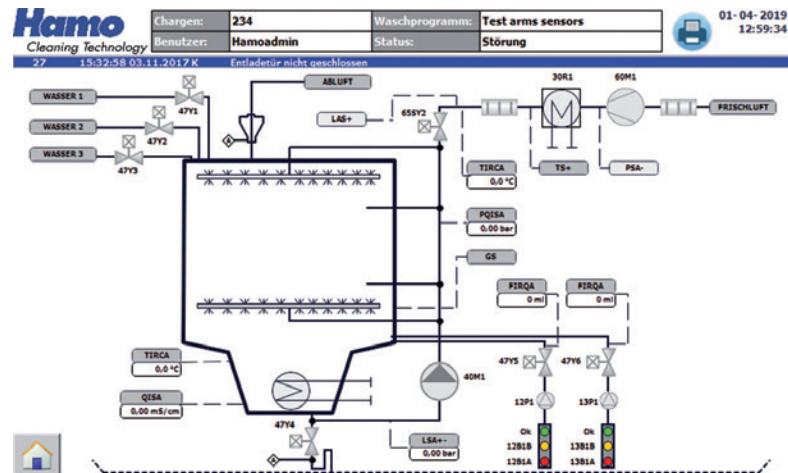 Hamo
Cleaning Technology
Chargen: 234 Waschprogramm: Test arms sensors
Benutzer: Hamoadmin Status: Störung
01-04-2019
12:59:34
27 15:32:58 03.11.2017 K Entladetür nicht geschlossen
WASSER 1
47Y1
WASSER 2
47Y2
WASSER 3
47Y3
ABLUFT
A
LAS+
65SY2
30R1
60M1
FRISCHLUFT
M
TIRCA
0,0 °C
TS+
PSA-
PQISA
0,00 bar
GS
FIRQA
0 ml
FIRQA
0 ml
TIRCA
0,0 °C
QISA
0,00 mS/cm
47Y4
A
40M1
LSA+-
0,00 bar
47Y5
47Y6
12P1
13P1
Ok
12B1B
12B1A
Ok
13B1B
13B1A